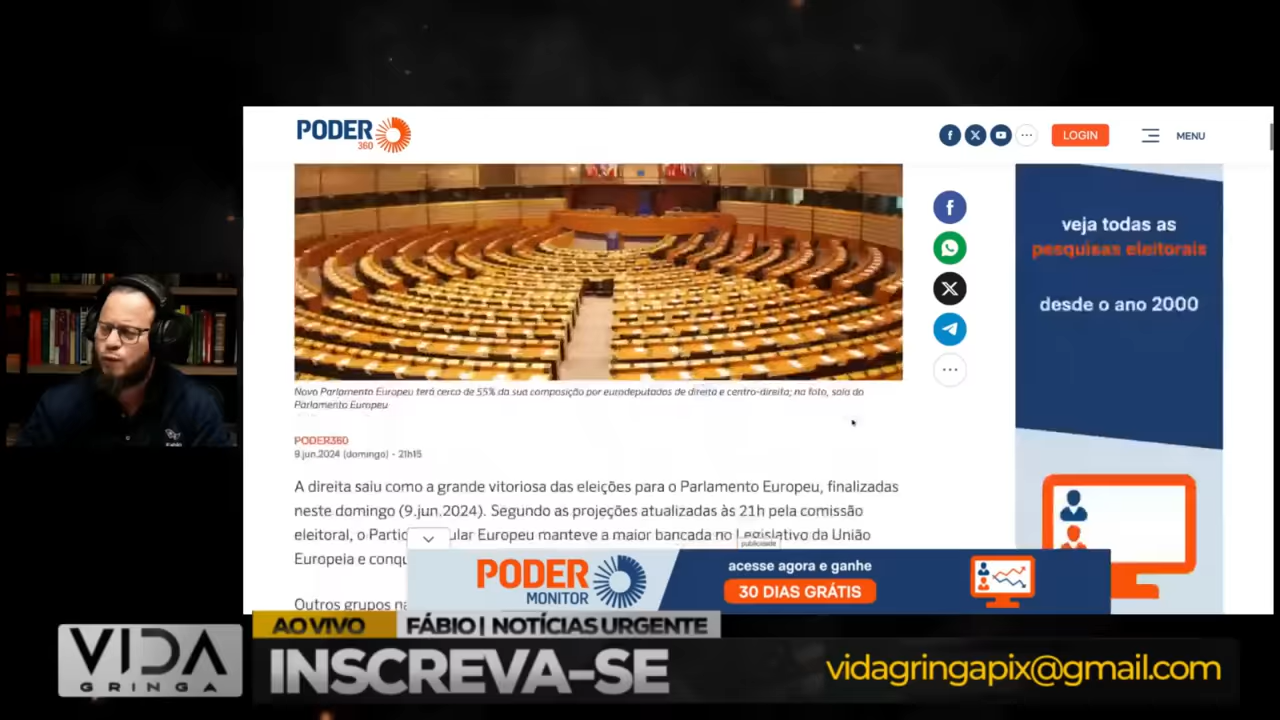 PODER
360
LOGIN
MENU
veja todas as
pesquisas eleitorais
desde o ano 2000
Novo Parlamento Europeu terá cerca de 55% da sua composição por eurodeputados de direita e centro-direita; na foto, sala do
Parlamento Europeu
PODER360
9.jun.2024 (domingo) - 21h15
A direita saiu como a grande vitoriosa das eleições para o Parlamento Europeu, finalizadas
neste domingo (9.jun.2024). Segundo as projeções atualizadas às 21h pela comissão
eleitoral, o Partido ular Europeu manteve a maior bancada no Legislativo da União
Europeia e conqu
publicidade
Outros grupos na
PODER
MONITOR
acesse agora e ganhe
30 DIAS GRÁTIS
AO VIVO
FÁBIO | NOTÍCIAS URGENTE
VIDA
GRINGA
INSCREVA-SE
vidagringapix@gmail.com